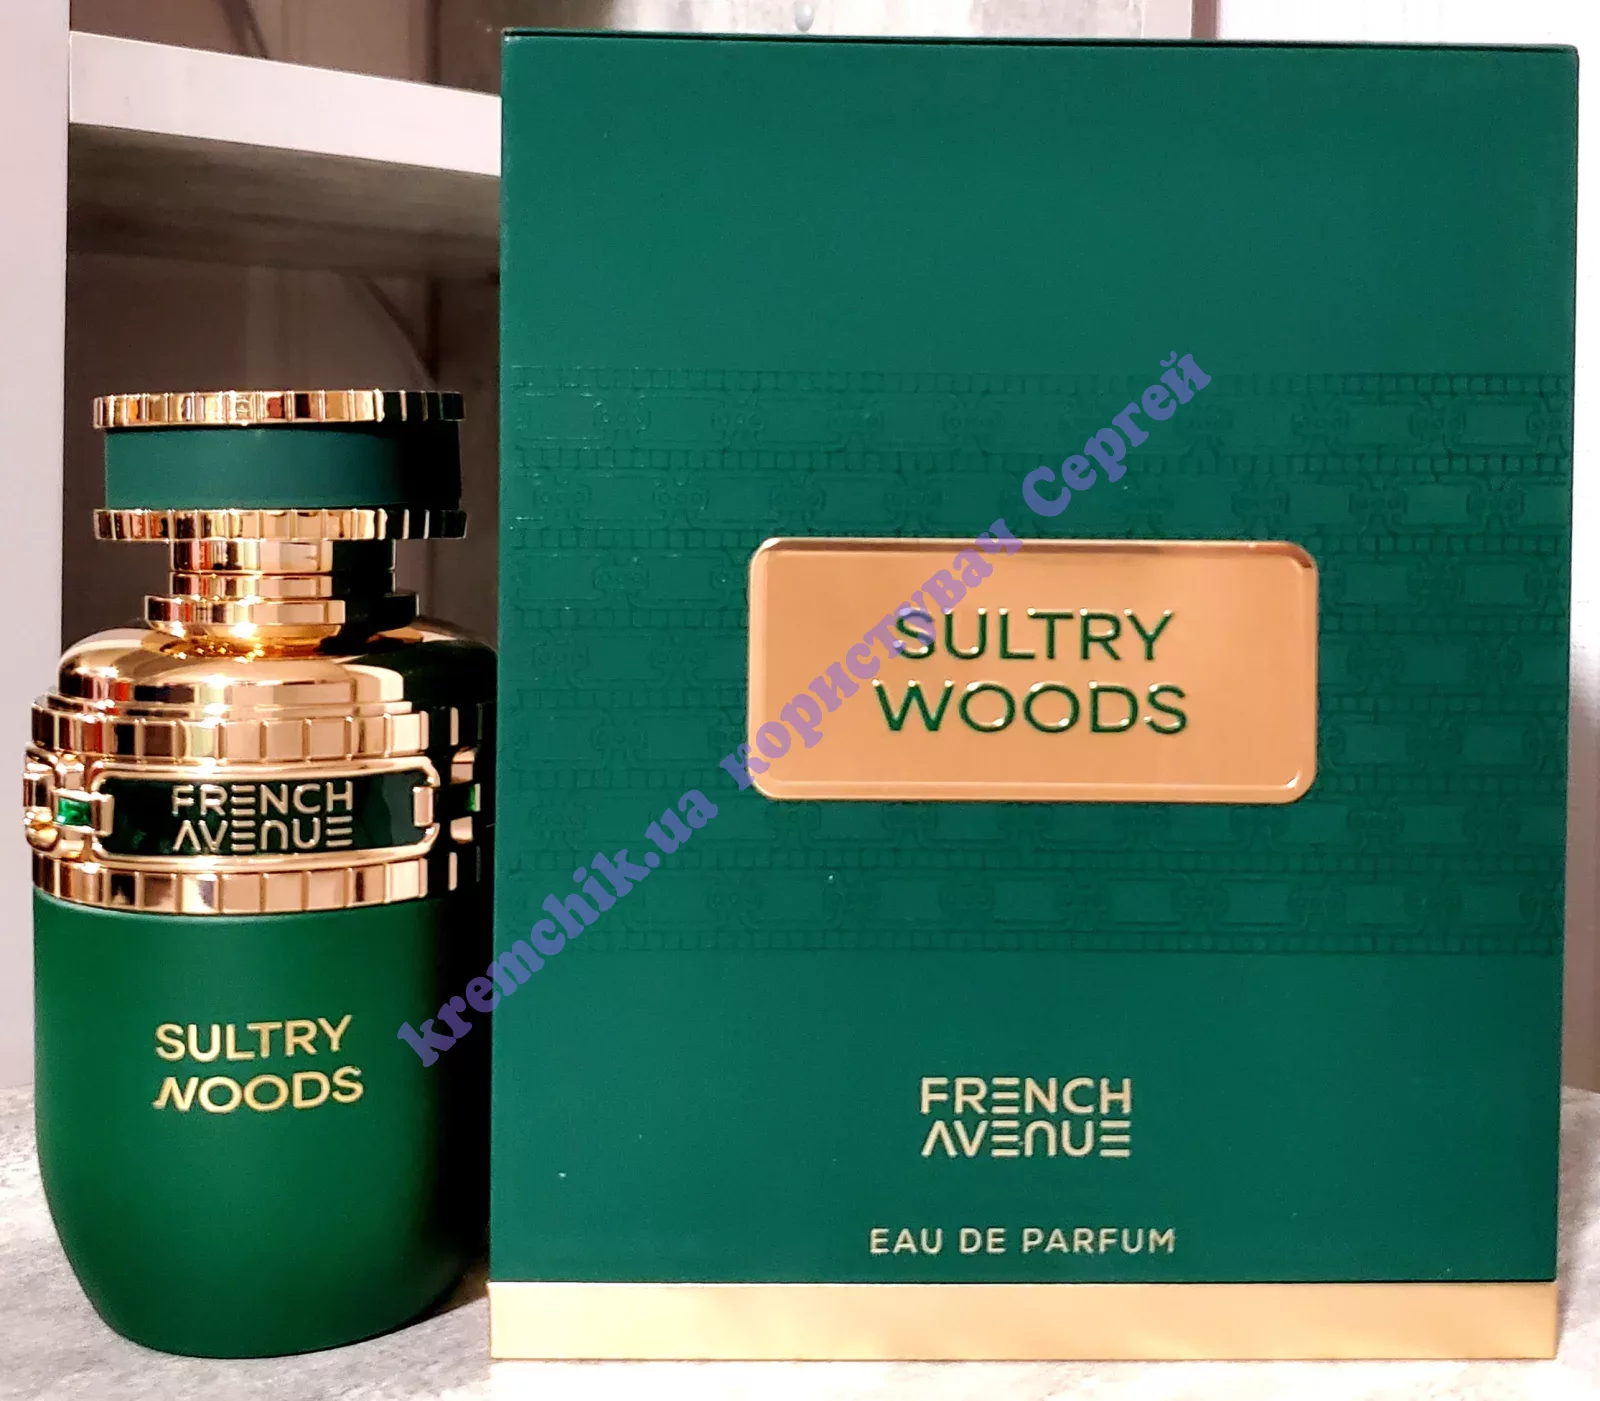 FRENCH
AVENUE
SULTRY
WOODS
SULTRY
WOODS
FRENCH
AVENUE
EAU DE PARFUM
kremchik.ua користувач Сергей